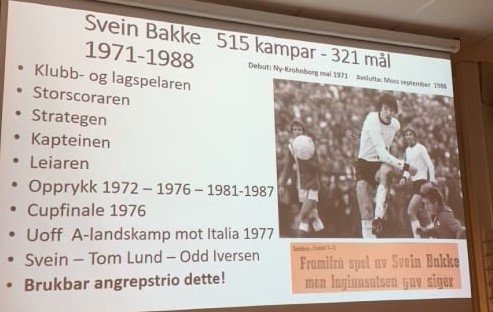 Svein Bakke 515 kampar - 321 mål
1971-1988
Debut: Ny-Krohnborg mai 1971 Avslutta: Moss september 1988
• Klubb- og lagspelaren
• Storscoraren
• Strategen
• Kapteinen
• Leiaren
• Opprykk 1972 – 1976 – 1981-1987
• Cupfinale 1976
• Uoff A-landskamp mot Italia 1977
• Svein – Tom Lund – Odd Iversen
• Brukbar angrepstrio dette!
Framifrå spel av Svein Bakke
men laginnsatsen gav siger